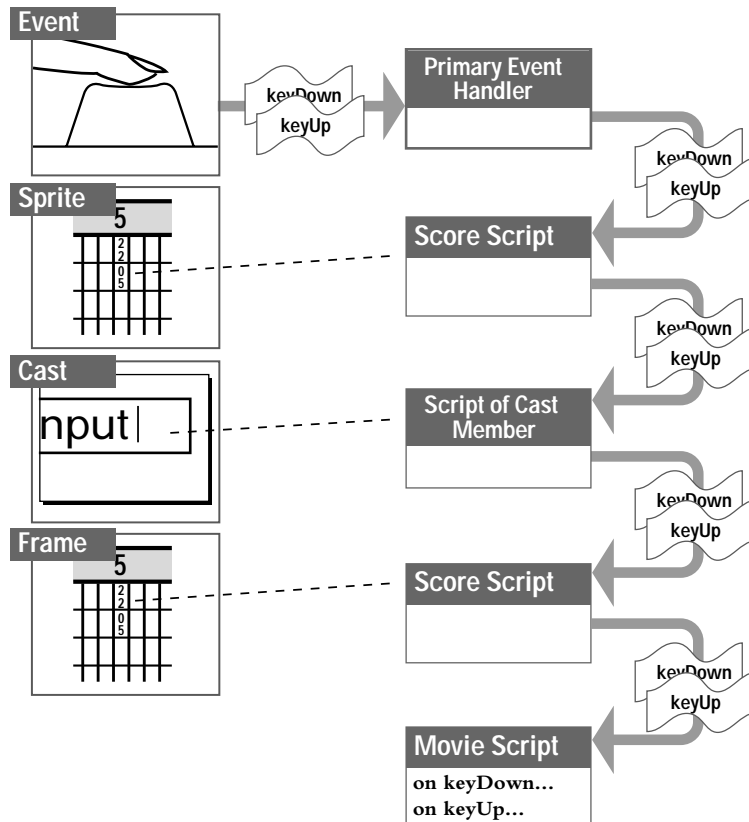 Event
keyDown
keyUp
Primary Event
Handler
keyDown
keyUp
Sprite
5
2
2
0
5
Score Script
keyDown
keyUp
Cast
nput
Script of Cast
Member
keyDown
keyUp
Frame
5
2
2
0
5
Score Script
keyDown
keyUp
Movie Script
on keyDown...
on keyUp...